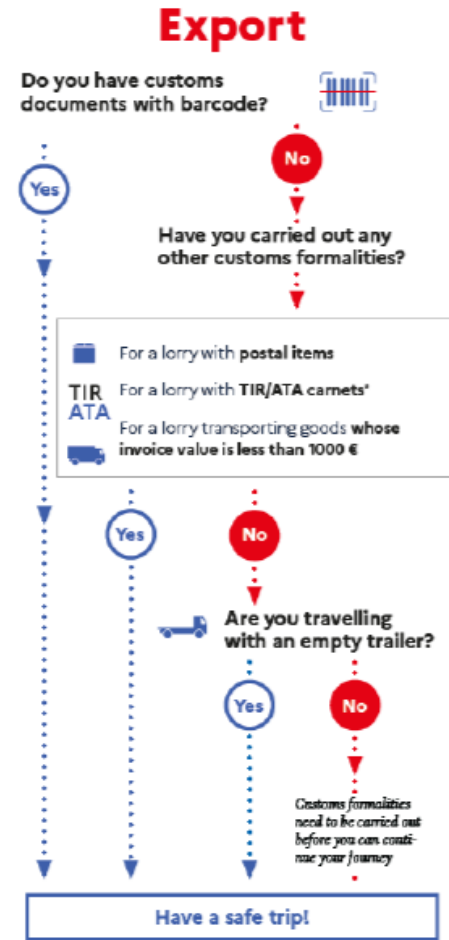 Export
Do you have customs
documents with barcode?
No
Yes
Have you carried out any
other customs formalities?
For a lorry with postal items
TIR
ATA
For a lorry with TIR/ATA carnets*
For a lorry transporting goods whose
invoice value is less than 1000 €
Yes
No
Are you travelling
with an empty trailer?
Yes
No
Customs formalities
need to be carried out
before you can conti-
nue your journey
Have a safe trip!